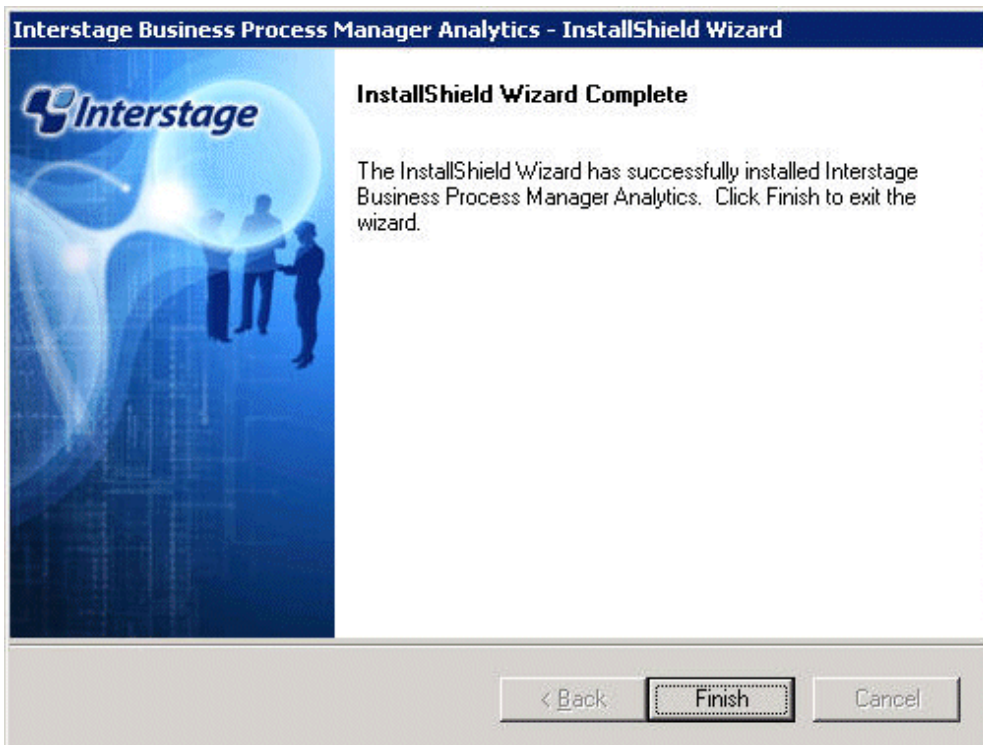 Interstage Business Process Manager Analytics - InstallShield Wizard
Interstage
InstallShield Wizard Complete
The InstallShield Wizard has successfully installed Interstage
Business Process Manager Analytics. Click Finish to exit the
wizard.
< Back
Finish
Cancel